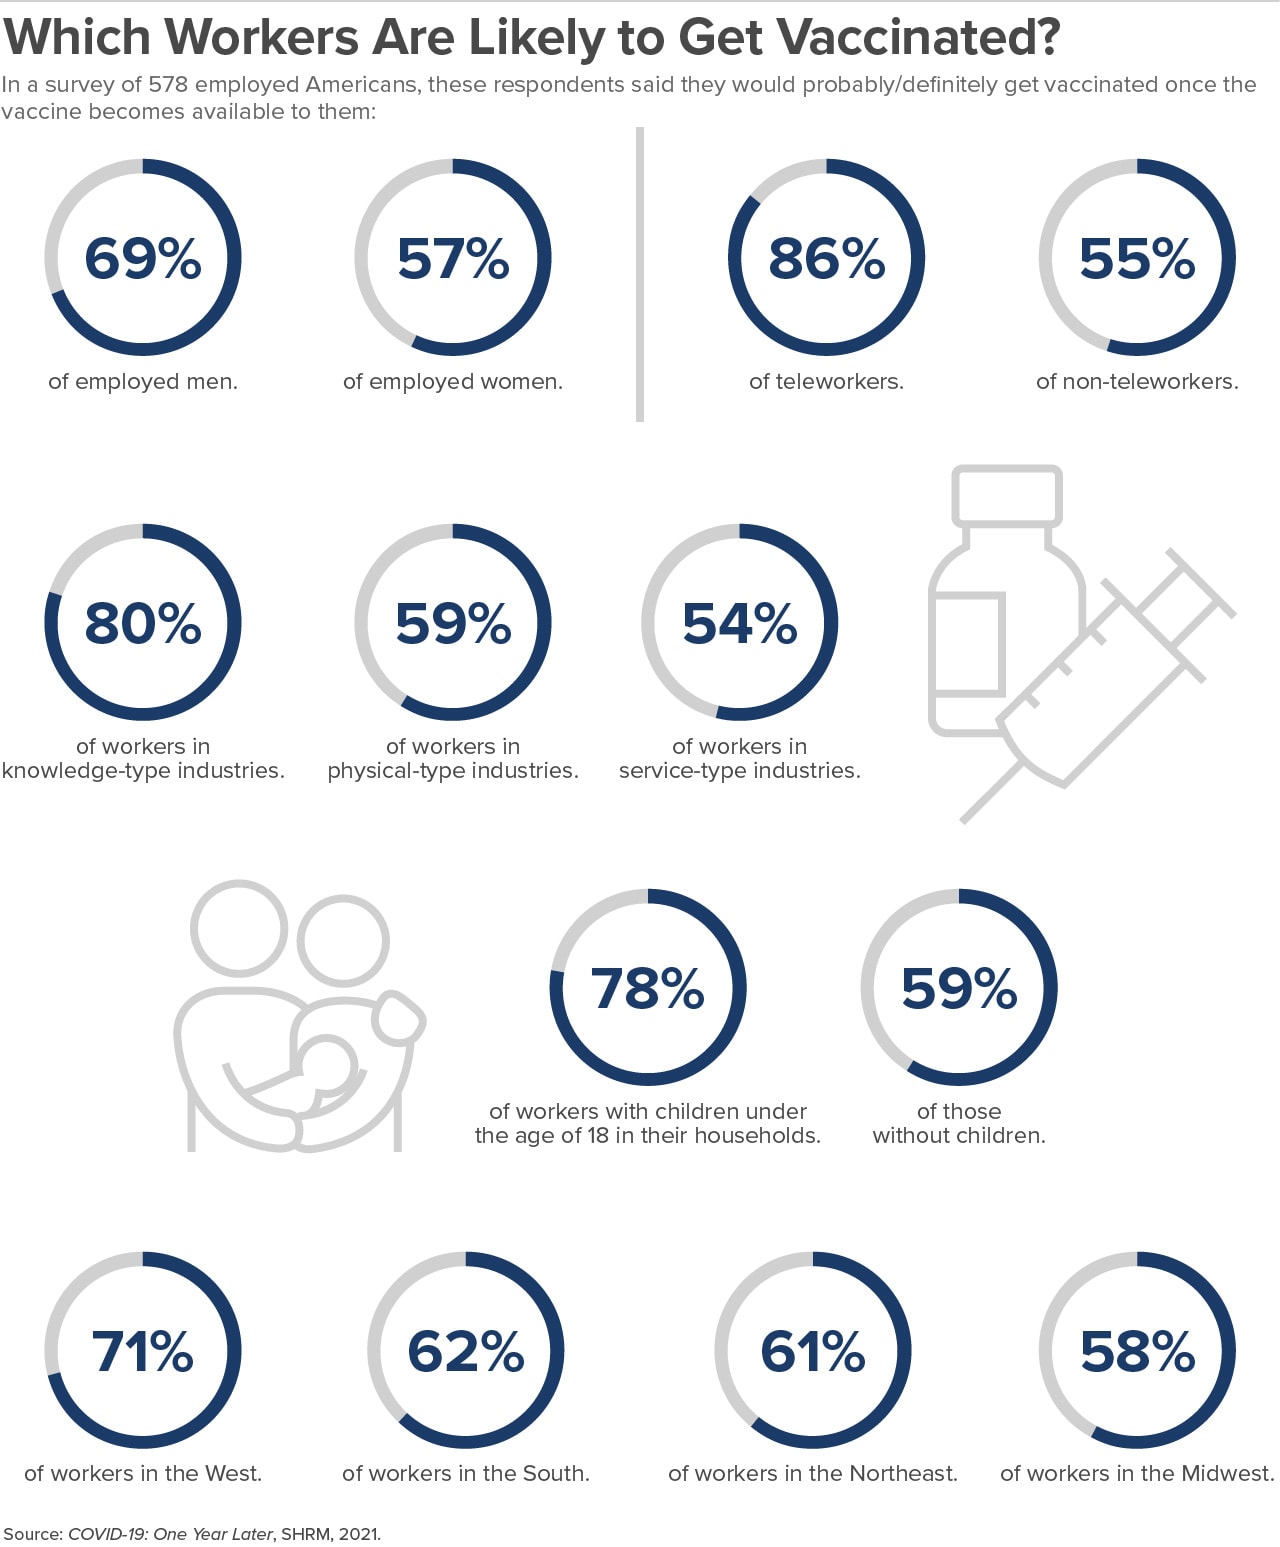 Which Workers Are Likely to Get Vaccinated?
In a survey of 578 employed Americans, these respondents said they would probably/definitely get vaccinated once the
vaccine becomes available to them:
69%
of employed men.
57%
of employed women.
86%
of teleworkers.
55%
of non-teleworkers.
80%
of workers in
knowledge-type industries.
59%
of workers in
physical-type industries.
54%
of workers in
service-type industries.
78%
of workers with children under
the age of 18 in their households.
59%
of those
without children.
71%
of workers in the West.
62%
of workers in the South.
61%
of workers in the Northeast.
58%
of workers in the Midwest.
Source: COVID-19: One Year Later, SHRM, 2021.